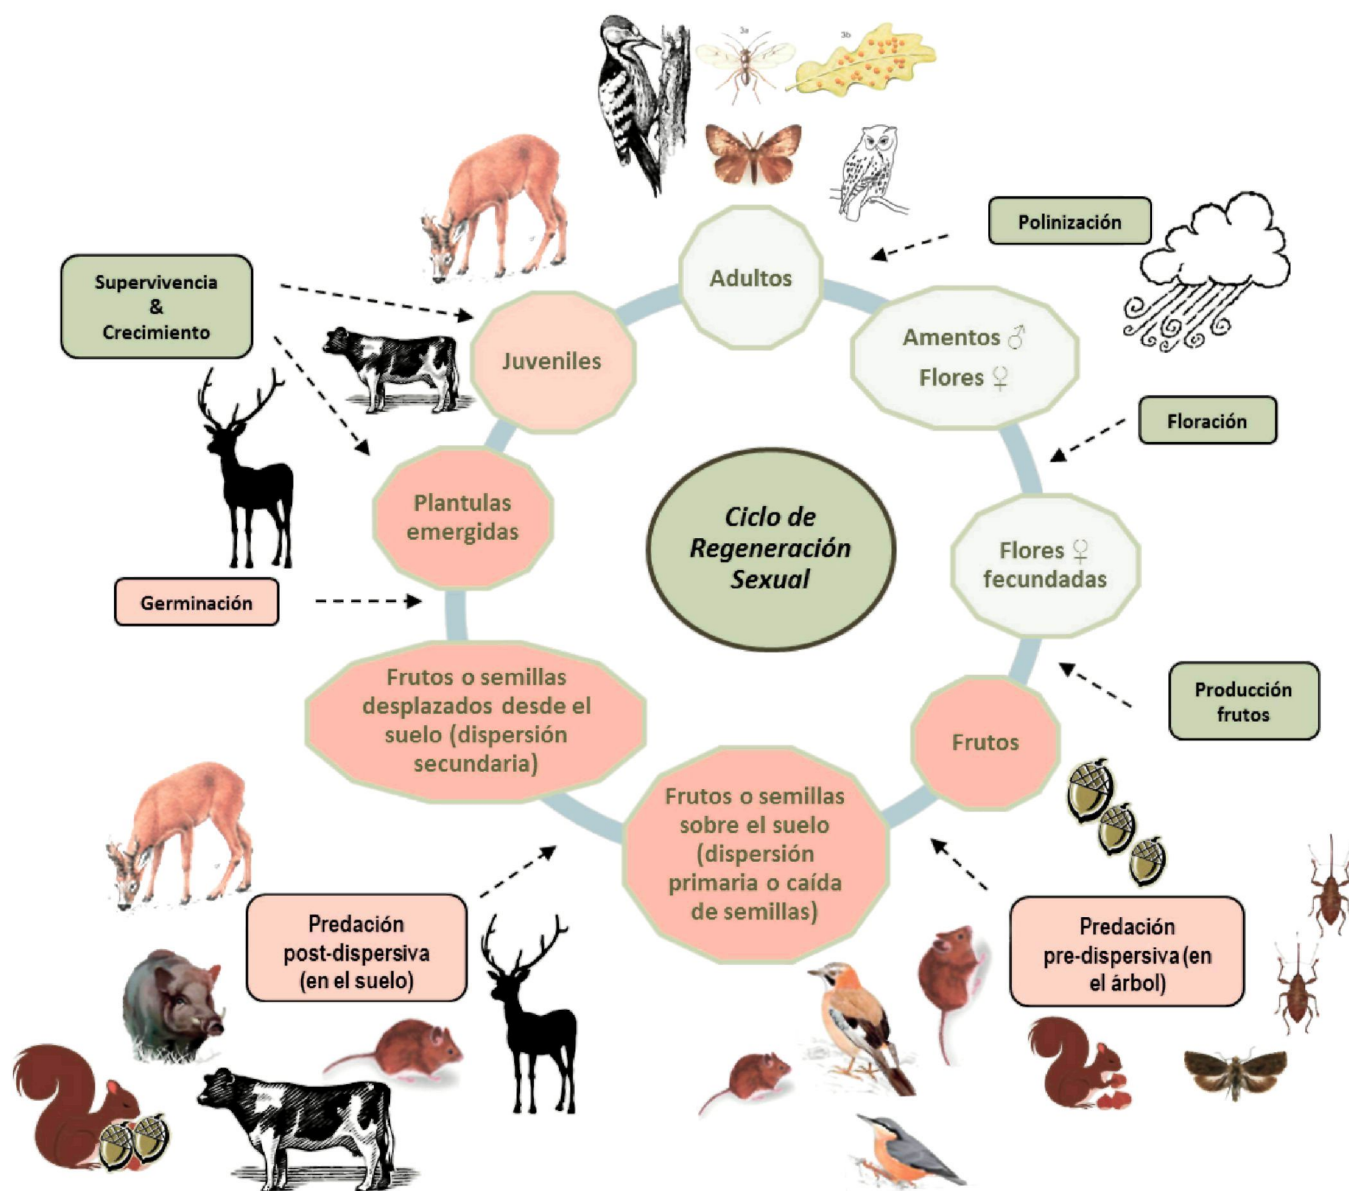 3a
3b
Polinización
Adultos
Supervivencia
&
Crecimiento
Amentos ♂
Flores ♀
Juveniles
Floración
Plantulas
emergidas
Ciclo de
Regeneración
Sexual
Flores ♀
fecundadas
Germinación
Frutos o semillas
desplazados desde el
suelo (dispersión
secundaria)
Producción
frutos
Frutos
Frutos o semillas
sobre el suelo
(dispersión
primaria o caída
de semillas)
Predación
post-dispersiva
(en el suelo)
Predación
pre-dispersiva (en
el árbol)